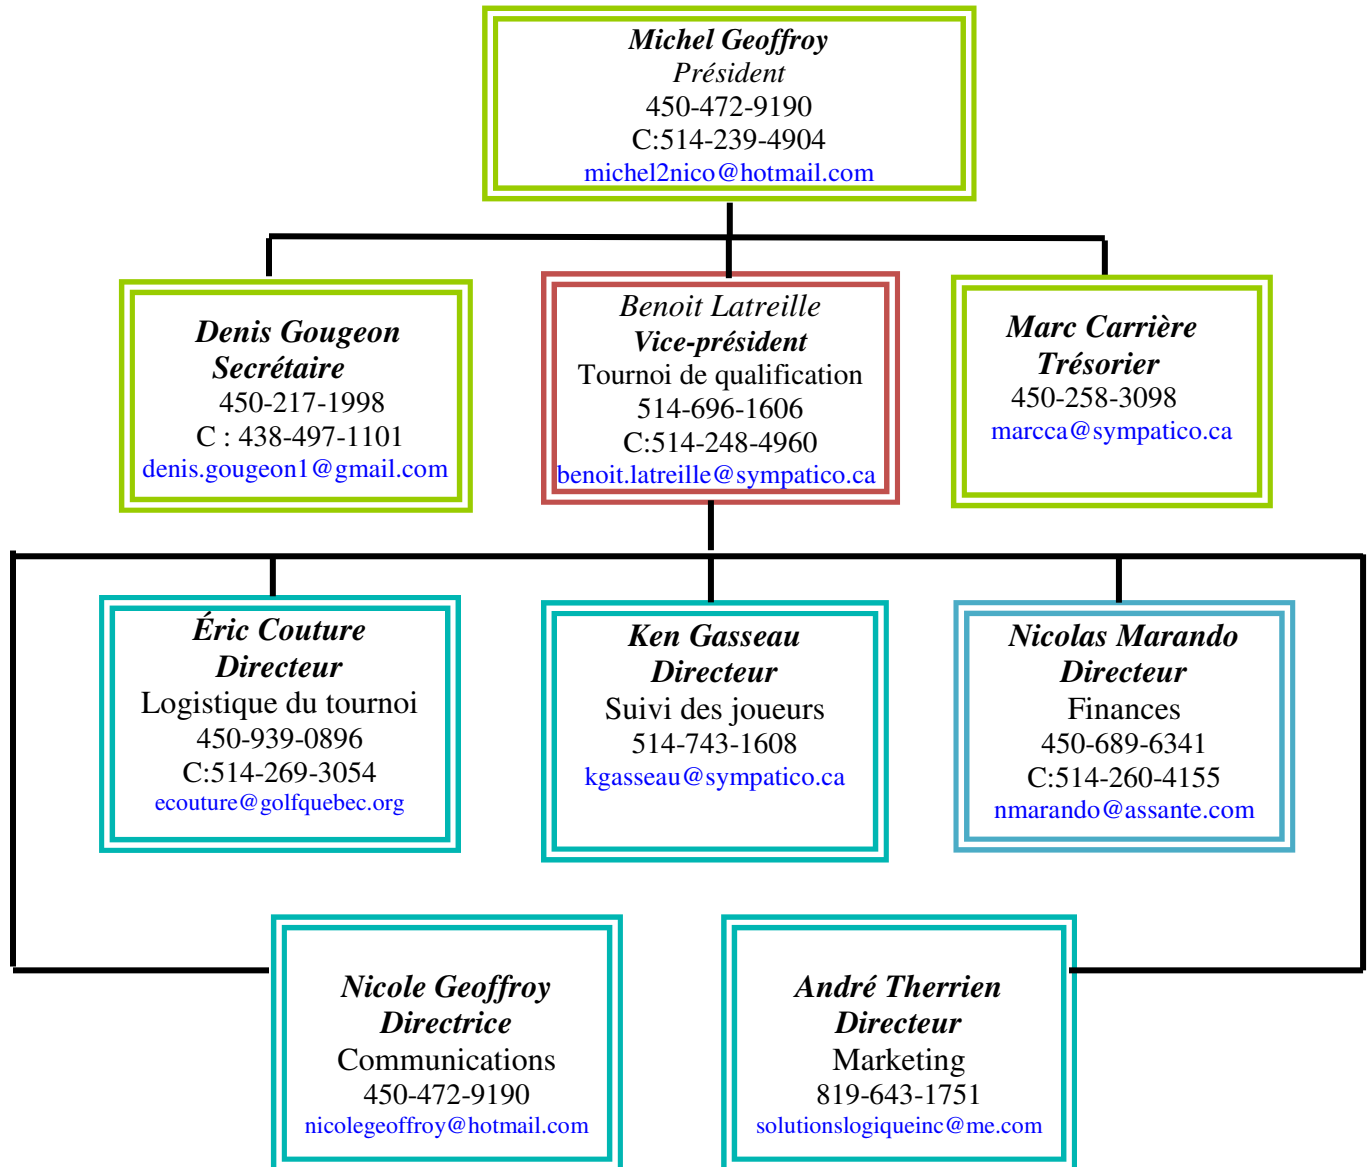 Michel Geoffroy
Président
450-472-9190
C:514-239-4904
michel2nico@hotmail.com
Denis Gougeon
Secrétaire
450-217-1998
C : 438-497-1101
denis.gougeon1@gmail.com
Benoit Latreille
Vice-président
Tournoi de qualification
514-696-1606
C:514-248-4960
benoit.latreille@sympatico.ca
Marc Carrière
Trésorier
450-258-3098
marcca@sympatico.ca
Éric Couture
Directeur
Logistique du tournoi
450-939-0896
C:514-269-3054
ecouture@golfquebec.org
Ken Gasseau
Directeur
Suivi des joueurs
514-743-1608
kgasseau@sympatico.ca
Nicolas Marando
Directeur
Finances
450-689-6341
C:514-260-4155
nmarando@assante.com
Nicole Geoffroy
Directrice
Communications
450-472-9190
nicolegeoffroy@hotmail.com
André Therrien
Directeur
Marketing
819-643-1751
solutionslogiqueinc@me.com